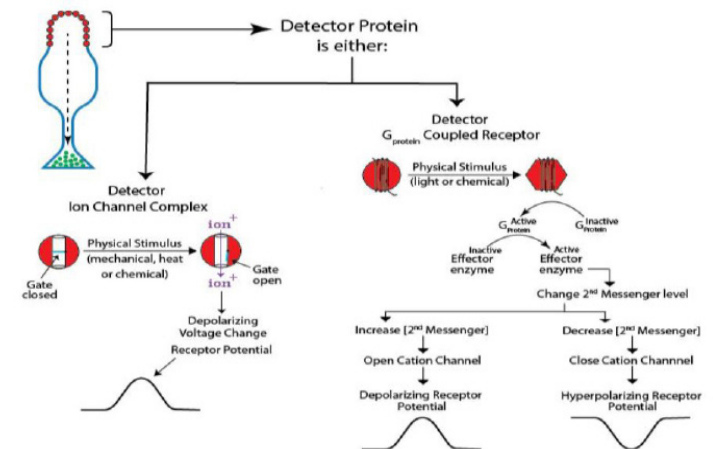 Detector Protein
is either:
Detector
Gprotein Coupled Receptor
Physical Stimulus
(light or chemical)
G Active Protein
G Inactive Protein
Inactive
Effector
enzyme
Active
Effector
enzyme
Change 2nd Messenger level
Increase [2nd Messenger]
Decrease [2nd Messenger]
Open Cation Channel
Close Cation Channnel
Depolarizing Receptor
Potential
Hyperpolarizing Receptor
Potential
Detector
Ion Channel Complex
ion+
Physical Stimulus
(mechanical, heat
or chemical)
Gate
closed
Gate
open
ion+
Depolarizing
Voltage Change
Receptor Potential